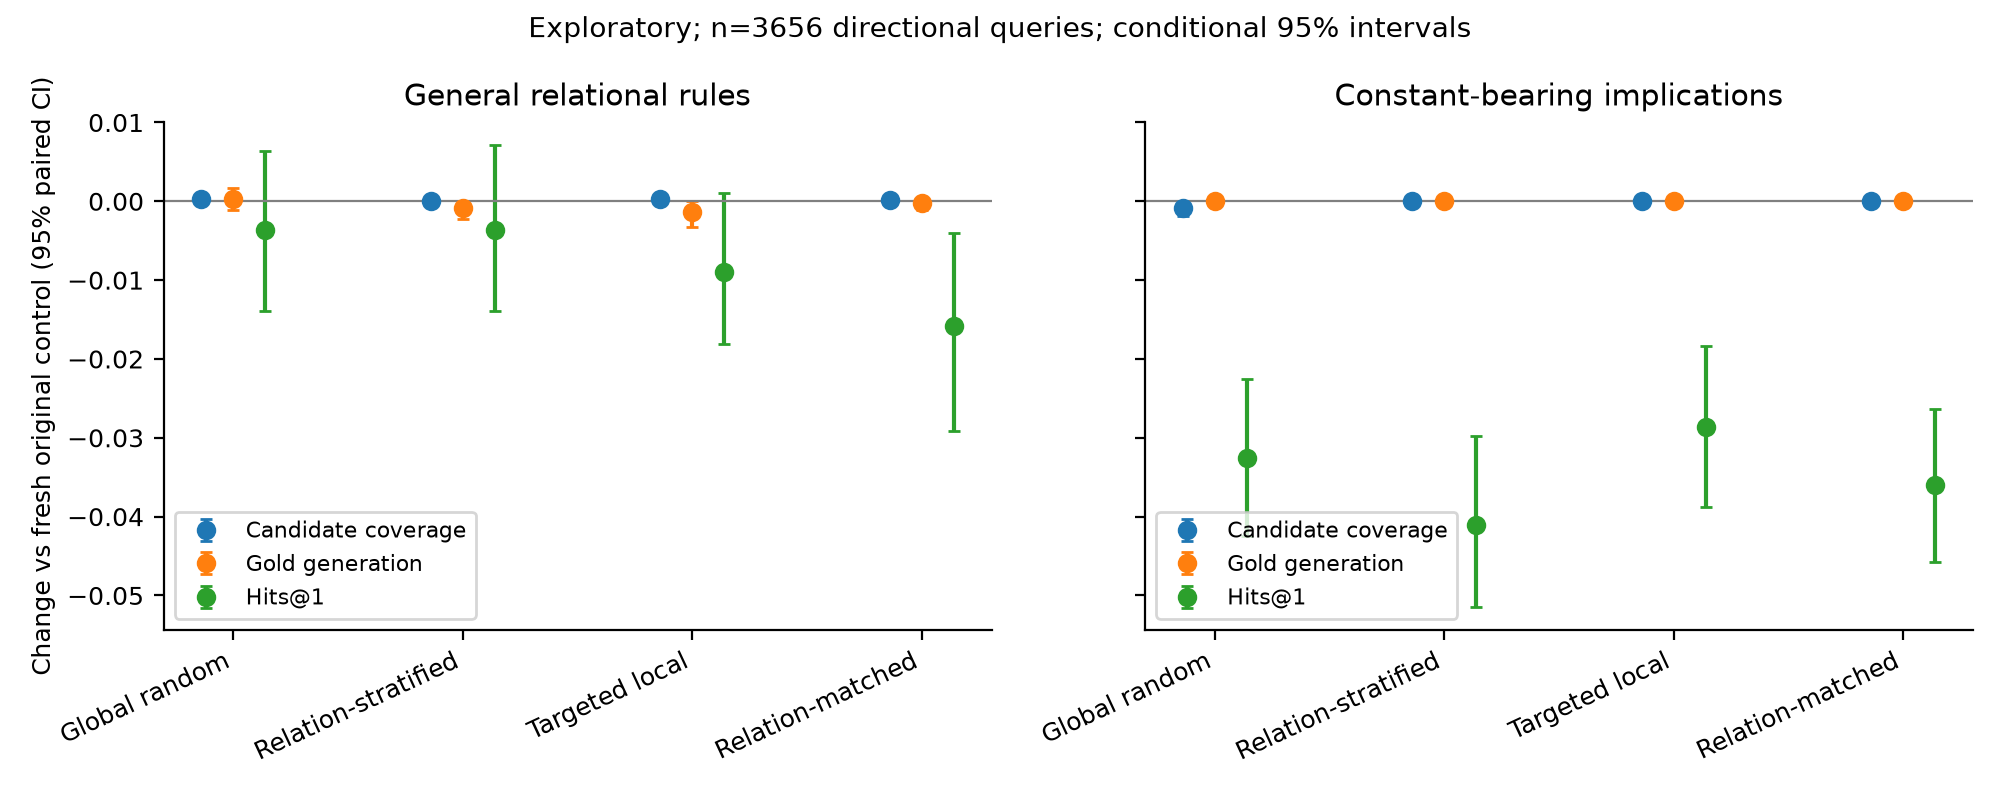 Exploratory; n=3656 directional queries; conditional 95% intervals
General relational rules
Change vs fresh original control (95% paired CI)
0.01
0.00
−0.01
−0.02
−0.03
−0.04
−0.05
Candidate coverage
Gold generation
Hits@1
Global random
Relation-stratified
Targeted local
Relation-matched
Constant-bearing implications
Candidate coverage
Gold generation
Hits@1
Global random
Relation-stratified
Targeted local
Relation-matched